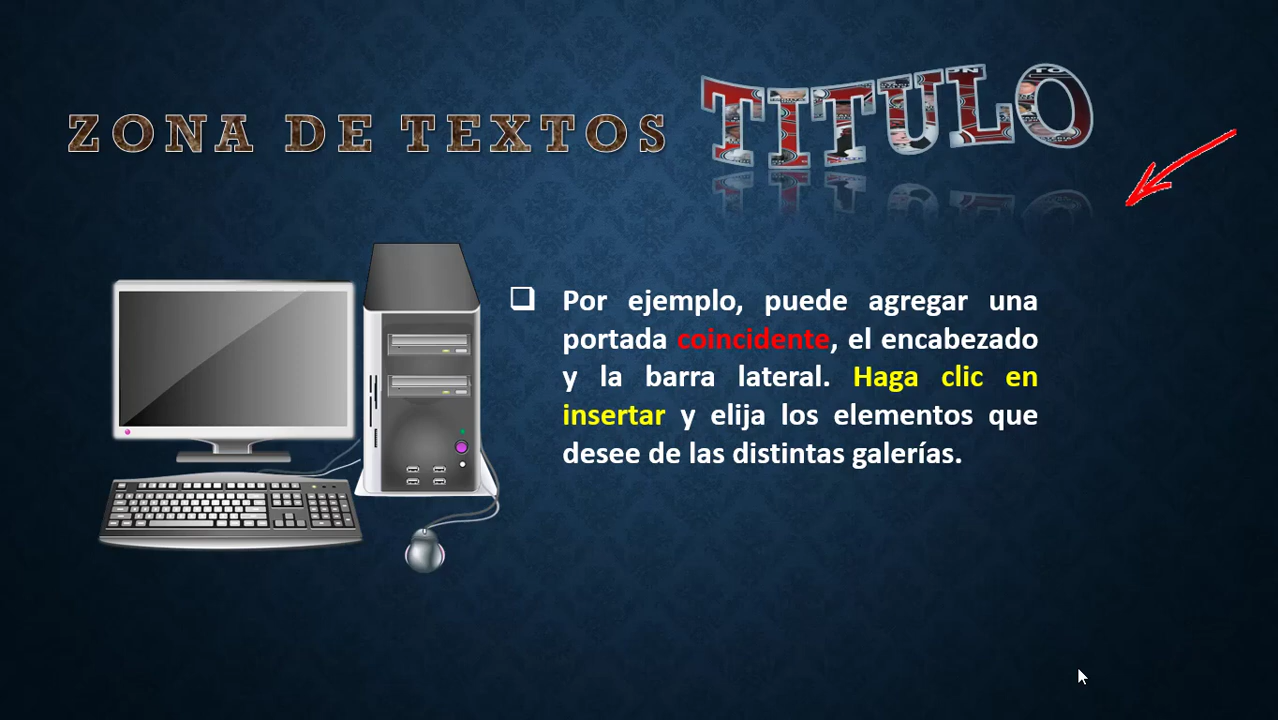 ZONA DE TEXTOS TITULO
Por ejemplo, puede agregar una
portada coincidente, el encabezado
y la barra lateral. Haga clic en
insertar y elija los elementos que
desee de las distintas galerías.